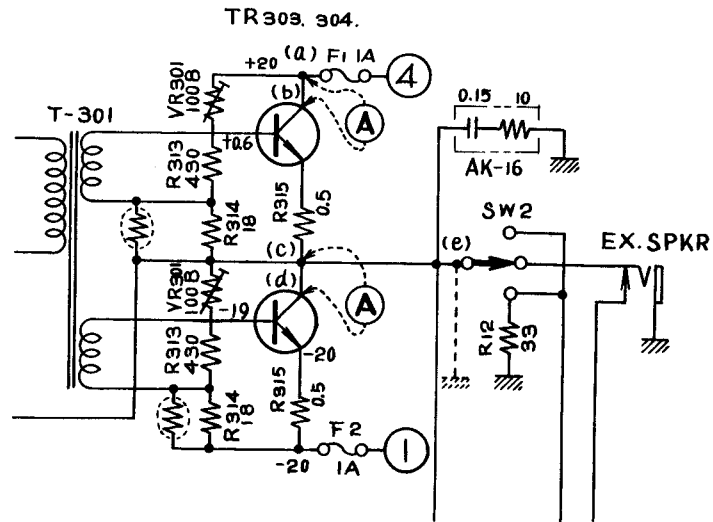 TR303. 304.
+20
(a)
F1 1A
4
(b)
VR301
100B
T-301
A
+0.6
0.15
10
AK-16
R313
430
R315
0.5
R314
18
SW2
EX. SPKR
(c)
(e)
VR301
100B
(d)
A
-19
R313
430
-20
R12
33
R315
0.5
R314
18
F2
1A
-20
1